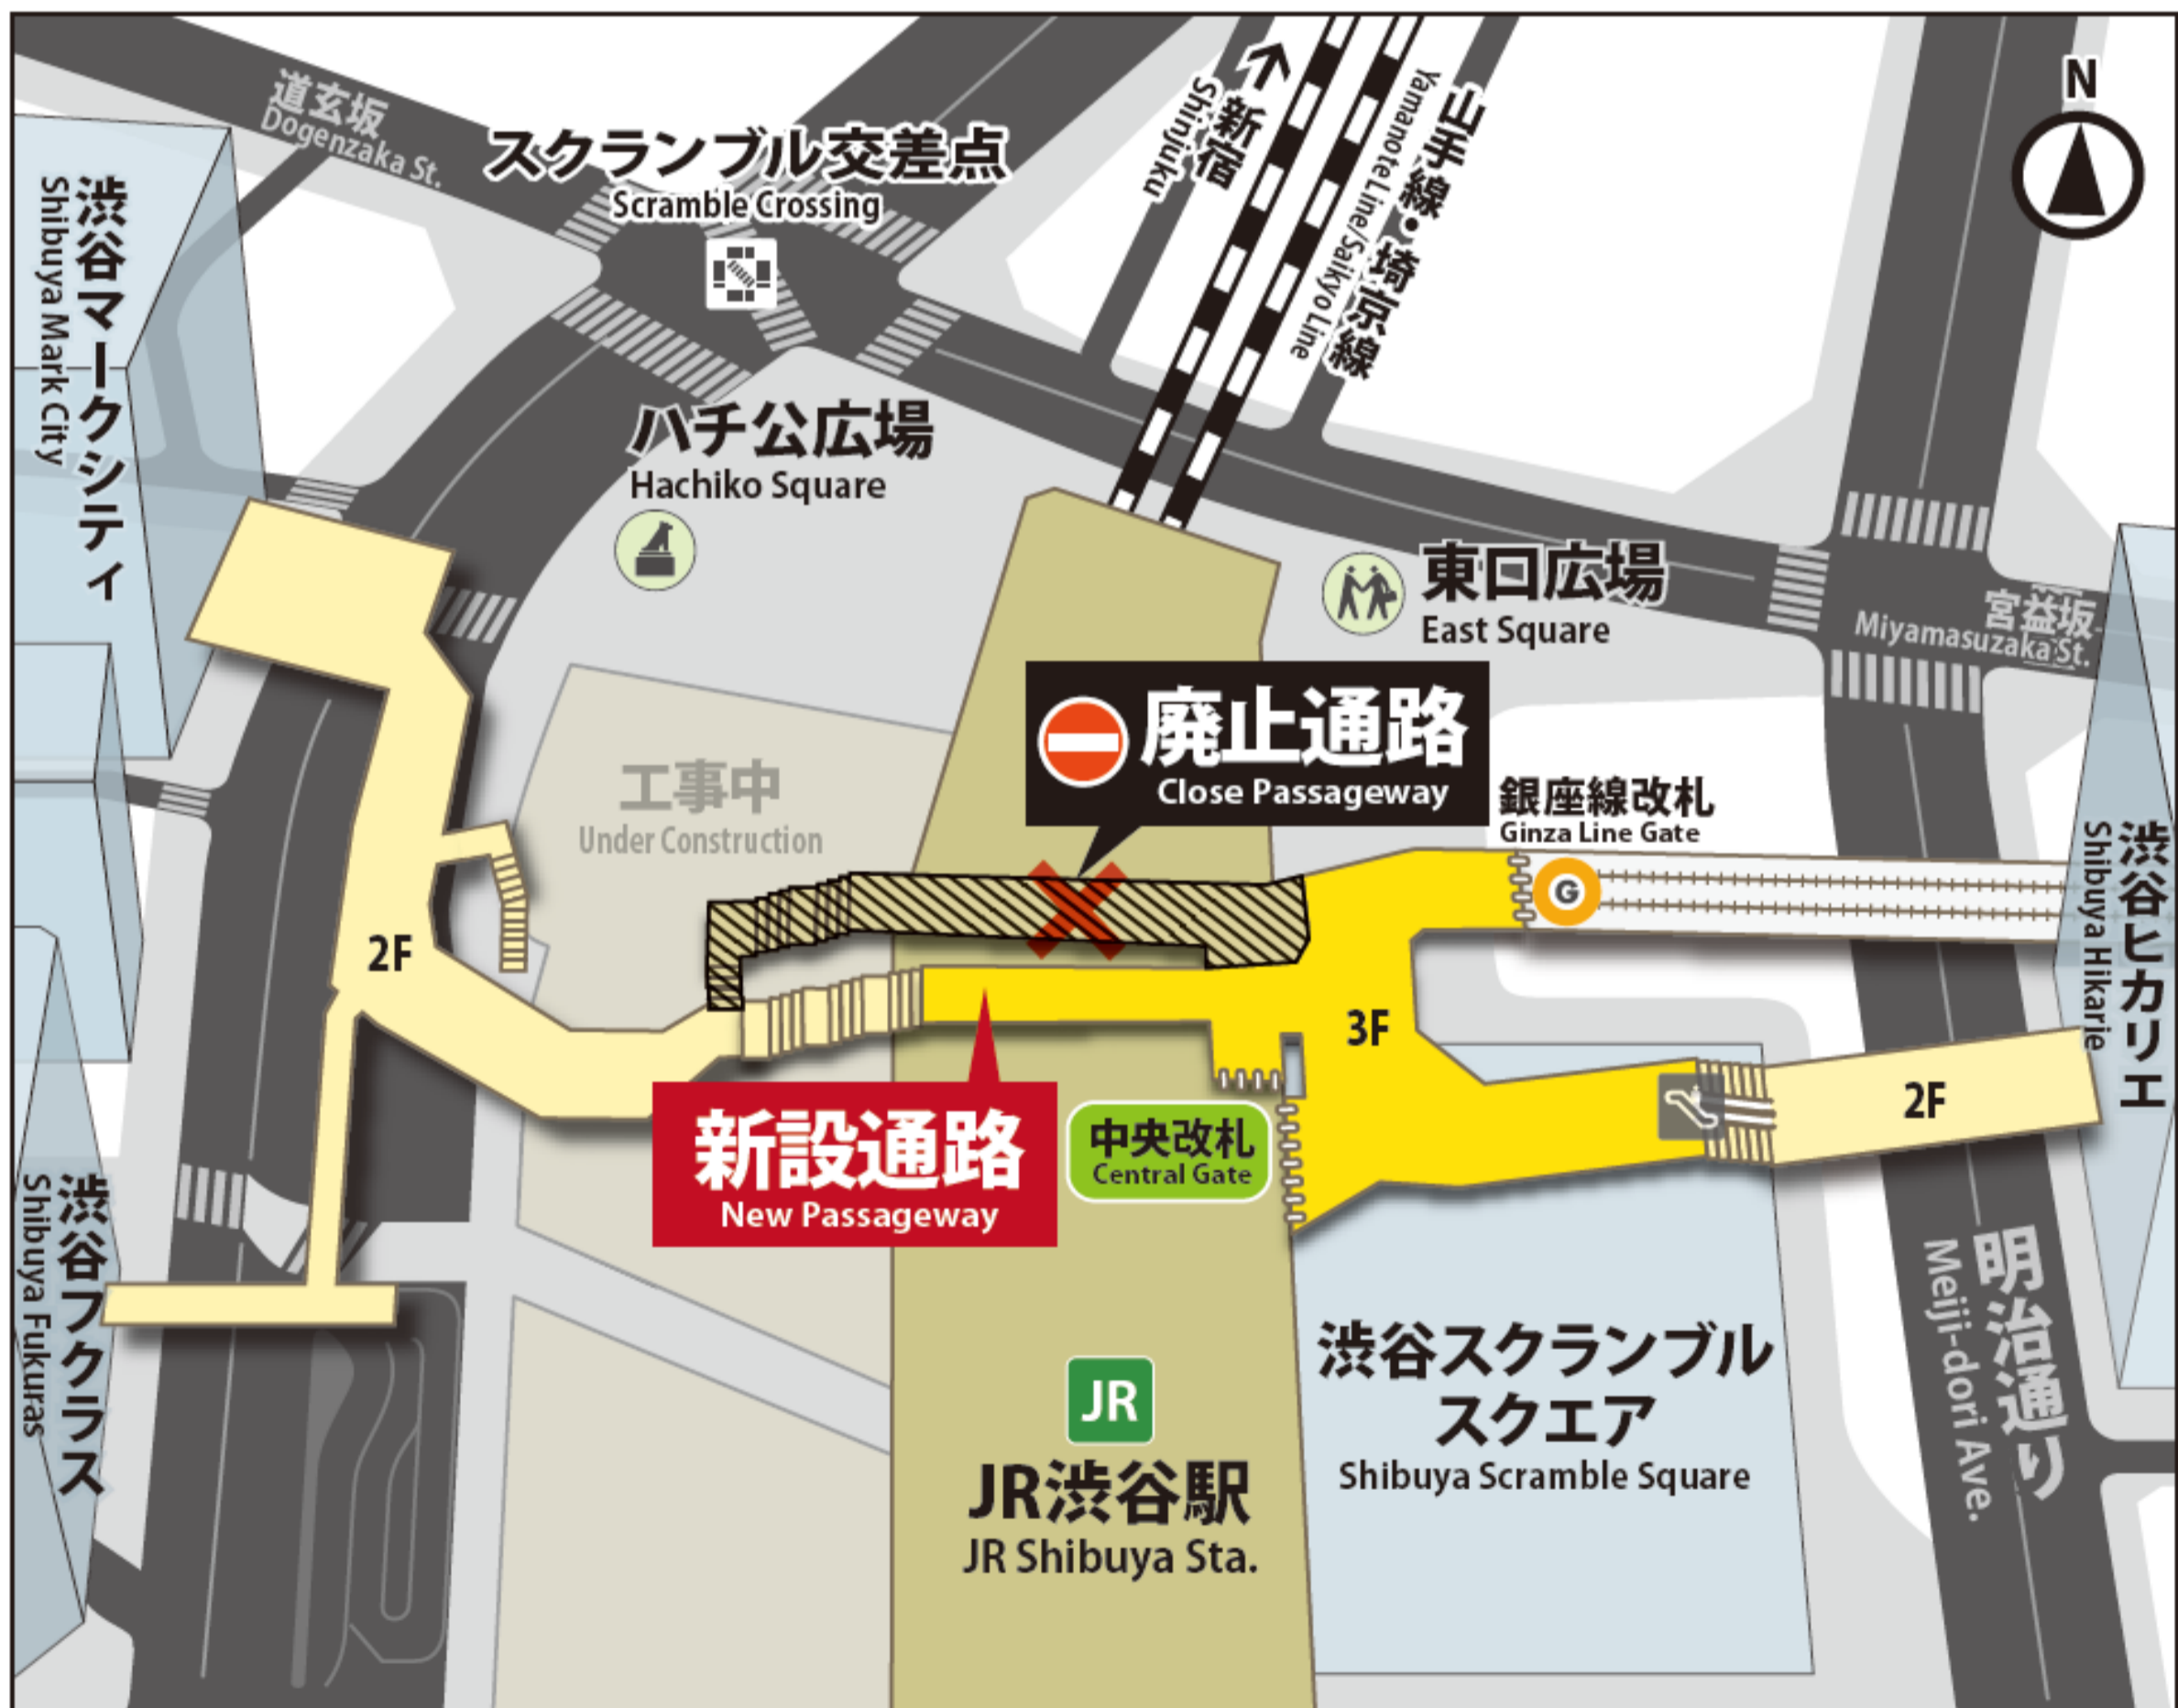 道玄坂
Dogenzaka St.
スクランブル交差点
Scramble Crossing
↑新宿
Shinjuku
山手線・埼京線
Yamanote Line/Saikyo Line
N
渋谷マークシティ
Shibuya Mark City
ハチ公広場
Hachiko Square
東口広場
East Square
宮益坂
Miyamasuzaka St.
廃止通路
Close Passageway
工事中
Under Construction
銀座線改札
Ginza Line Gate
G
渋谷ヒカリエ
Shibuya Hikarie
2F
3F
2F
新設通路
New Passageway
中央改札
Central Gate
渋谷フクラス
Shibuya Fukuras
明治通り
Meiji-dori Ave.
渋谷スクランブル
スクエア
Shibuya Scramble Square
JR
JR渋谷駅
JR Shibuya Sta.